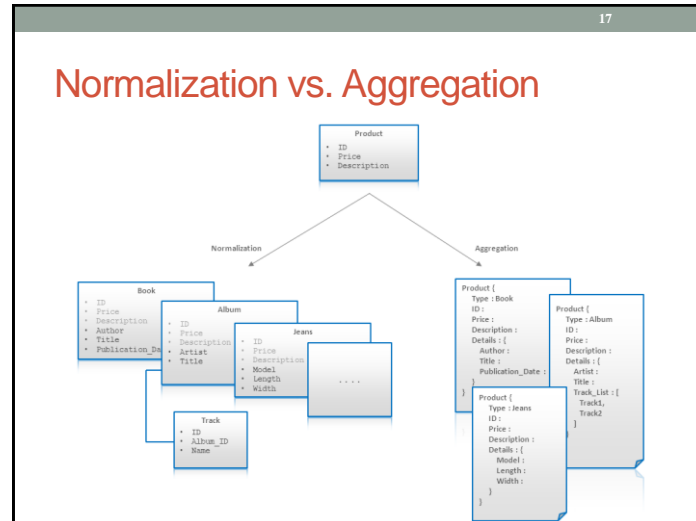 17
Normalization vs. Aggregation
Product
• ID
• Price
• Description
Normalization
Aggregation
Book
• ID
• Price
• Description
• Author
• Title
• Publication_Da
Album
• ID
• Price
• Description
• Artist
• Title
Jeans
• ID
• Price
• Description
• Model
• Length
• Width
....
Track
• ID
• Album_ID
• Name
Product {
Type : Book
ID :
Price :
Description :
Details : {
Author :
Title :
Publication_Date :
}
}
Product {
Type : Album
ID :
Price :
Description :
Details : {
Artist :
Title :
Track_List : [
Track1,
Track2
]
}
Product {
Type : Jeans
ID :
Price :
Description :
Details : {
Model :
Length :
Width :
}
}